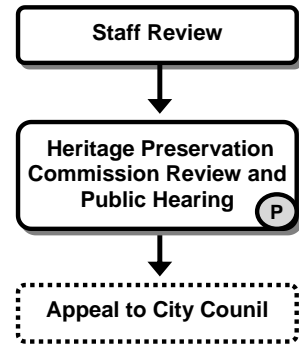 Staff Review
Heritage Preservation
Commission Review and
Public Hearing
P
Appeal to City Counil